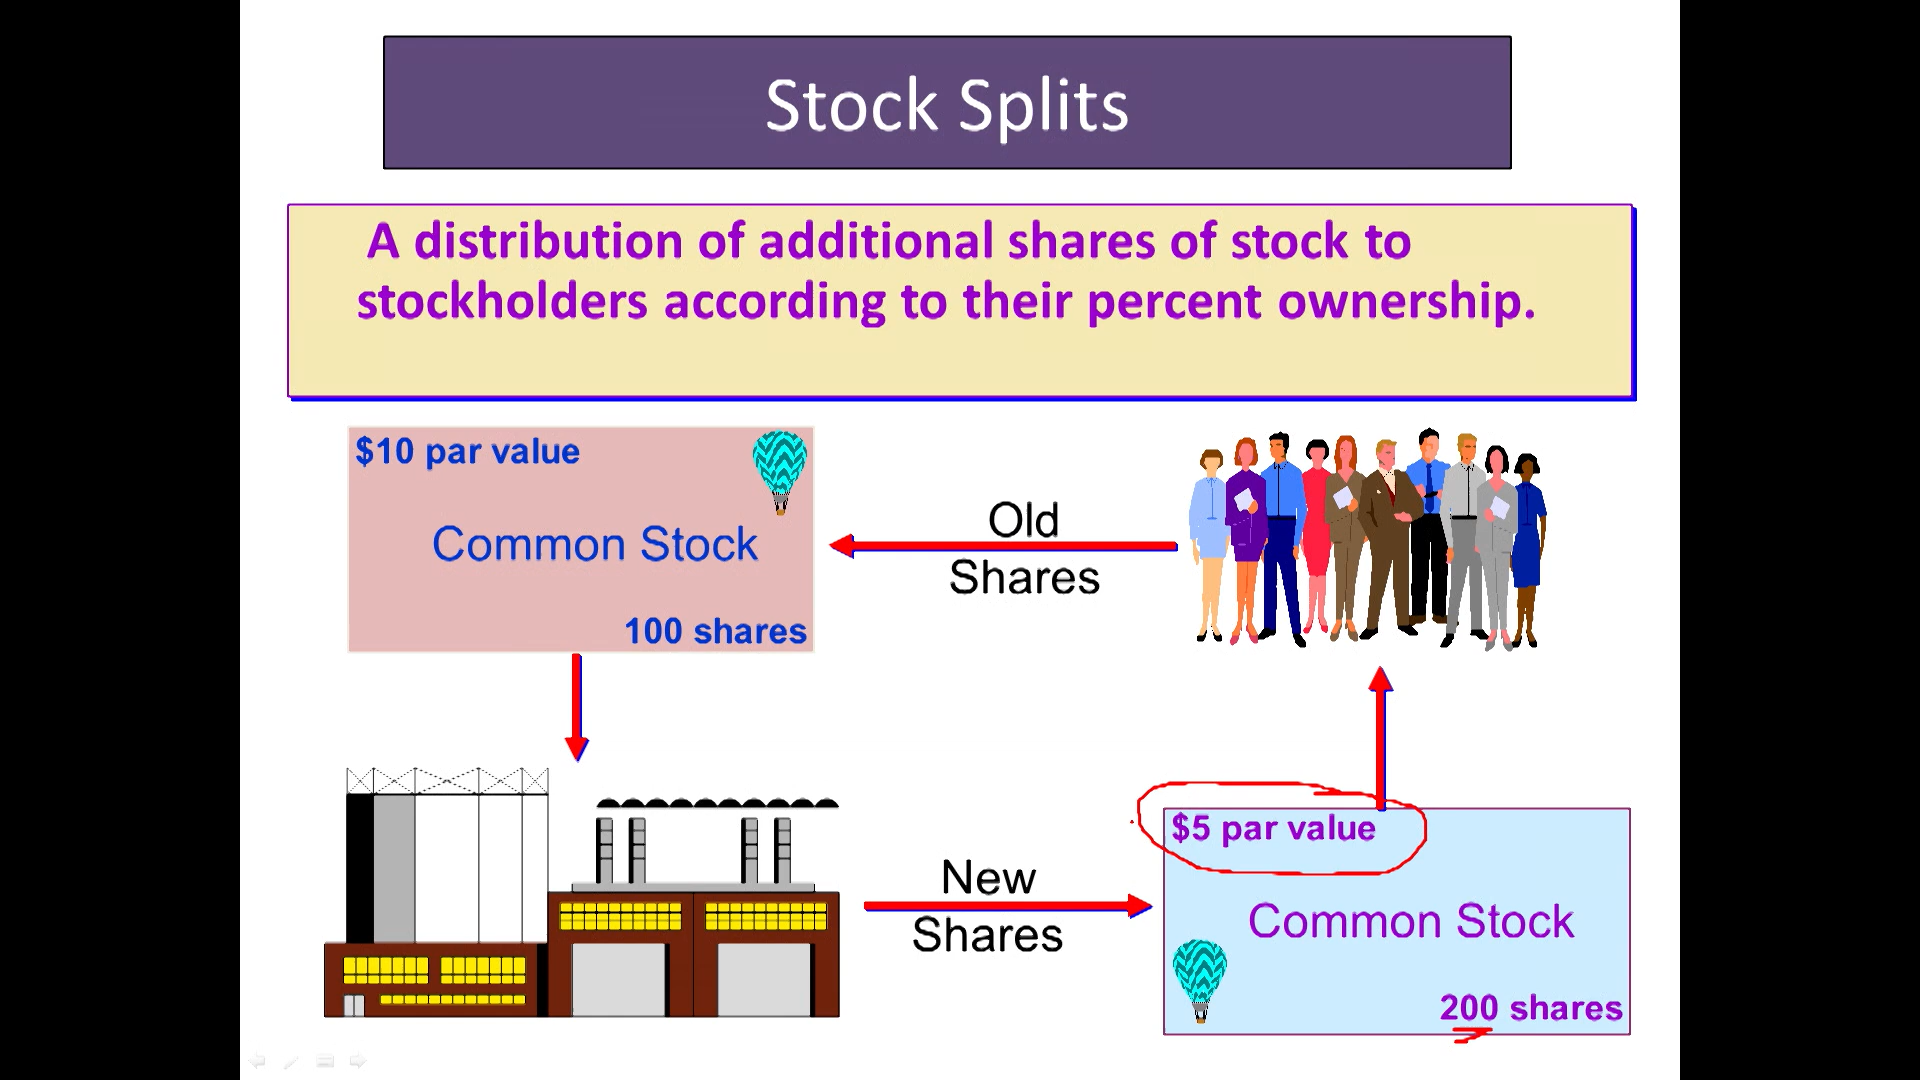 Stock Splits
A distribution of additional shares of stock to
stockholders according to their percent ownership.
$10 par value
Common Stock
100 shares
Old
Shares
New
Shares
$5 par value
Common Stock
200 shares